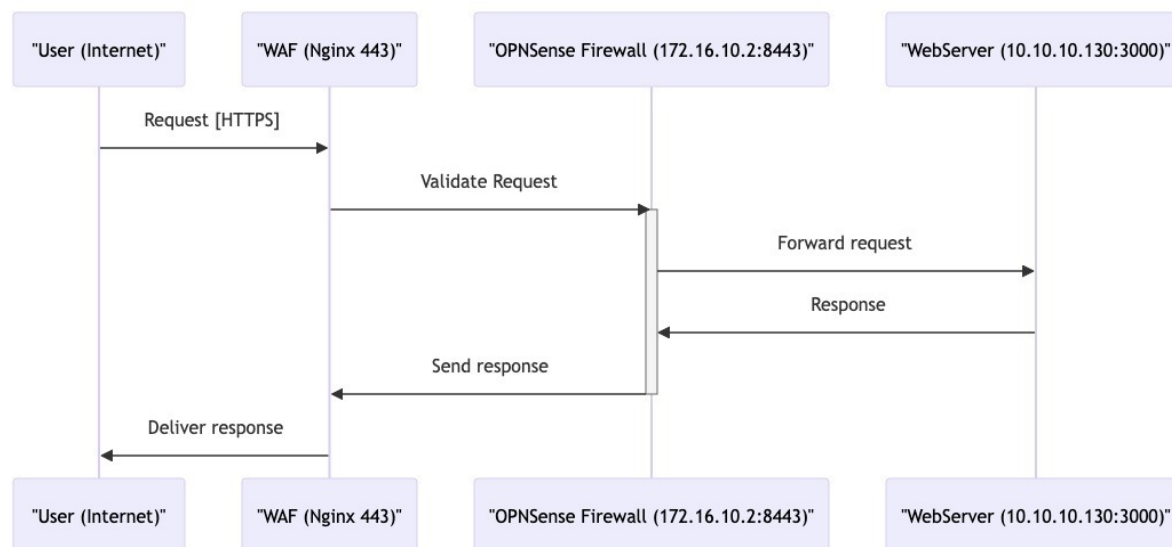 "User (Internet)"
"WAF (Nginx 443)"
"OPNSense Firewall (172.16.10.2:8443)"
"WebServer (10.10.10.130:3000)"
Request [HTTPS]
Validate Request
Forward request
Response
Send response
Deliver response
"User (Internet)"
"WAF (Nginx 443)"
"OPNSense Firewall (172.16.10.2:8443)"
"WebServer (10.10.10.130:3000)"